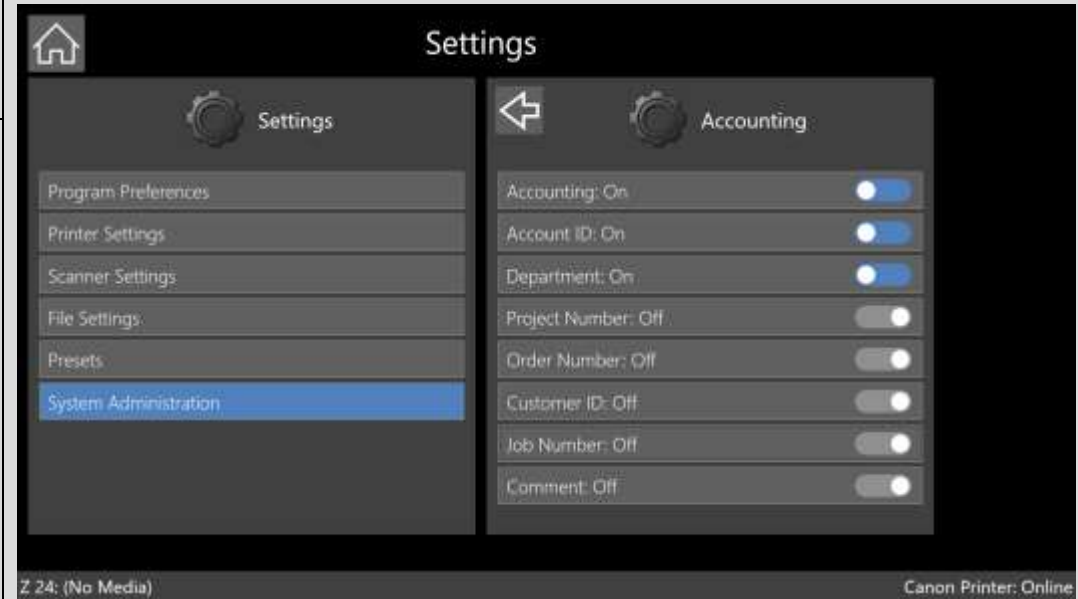 Settings
Settings
Program Preferences
Printer Settings
Scanner Settings
File Settings
Presets
System Administration
Accounting
Accounting: On
Account ID: On
Department: On
Project Number: Off
Order Number: Off
Customer ID: Off
Job Number: Off
Comment: Off
Z 24: (No Media)
Canon Printer: Online